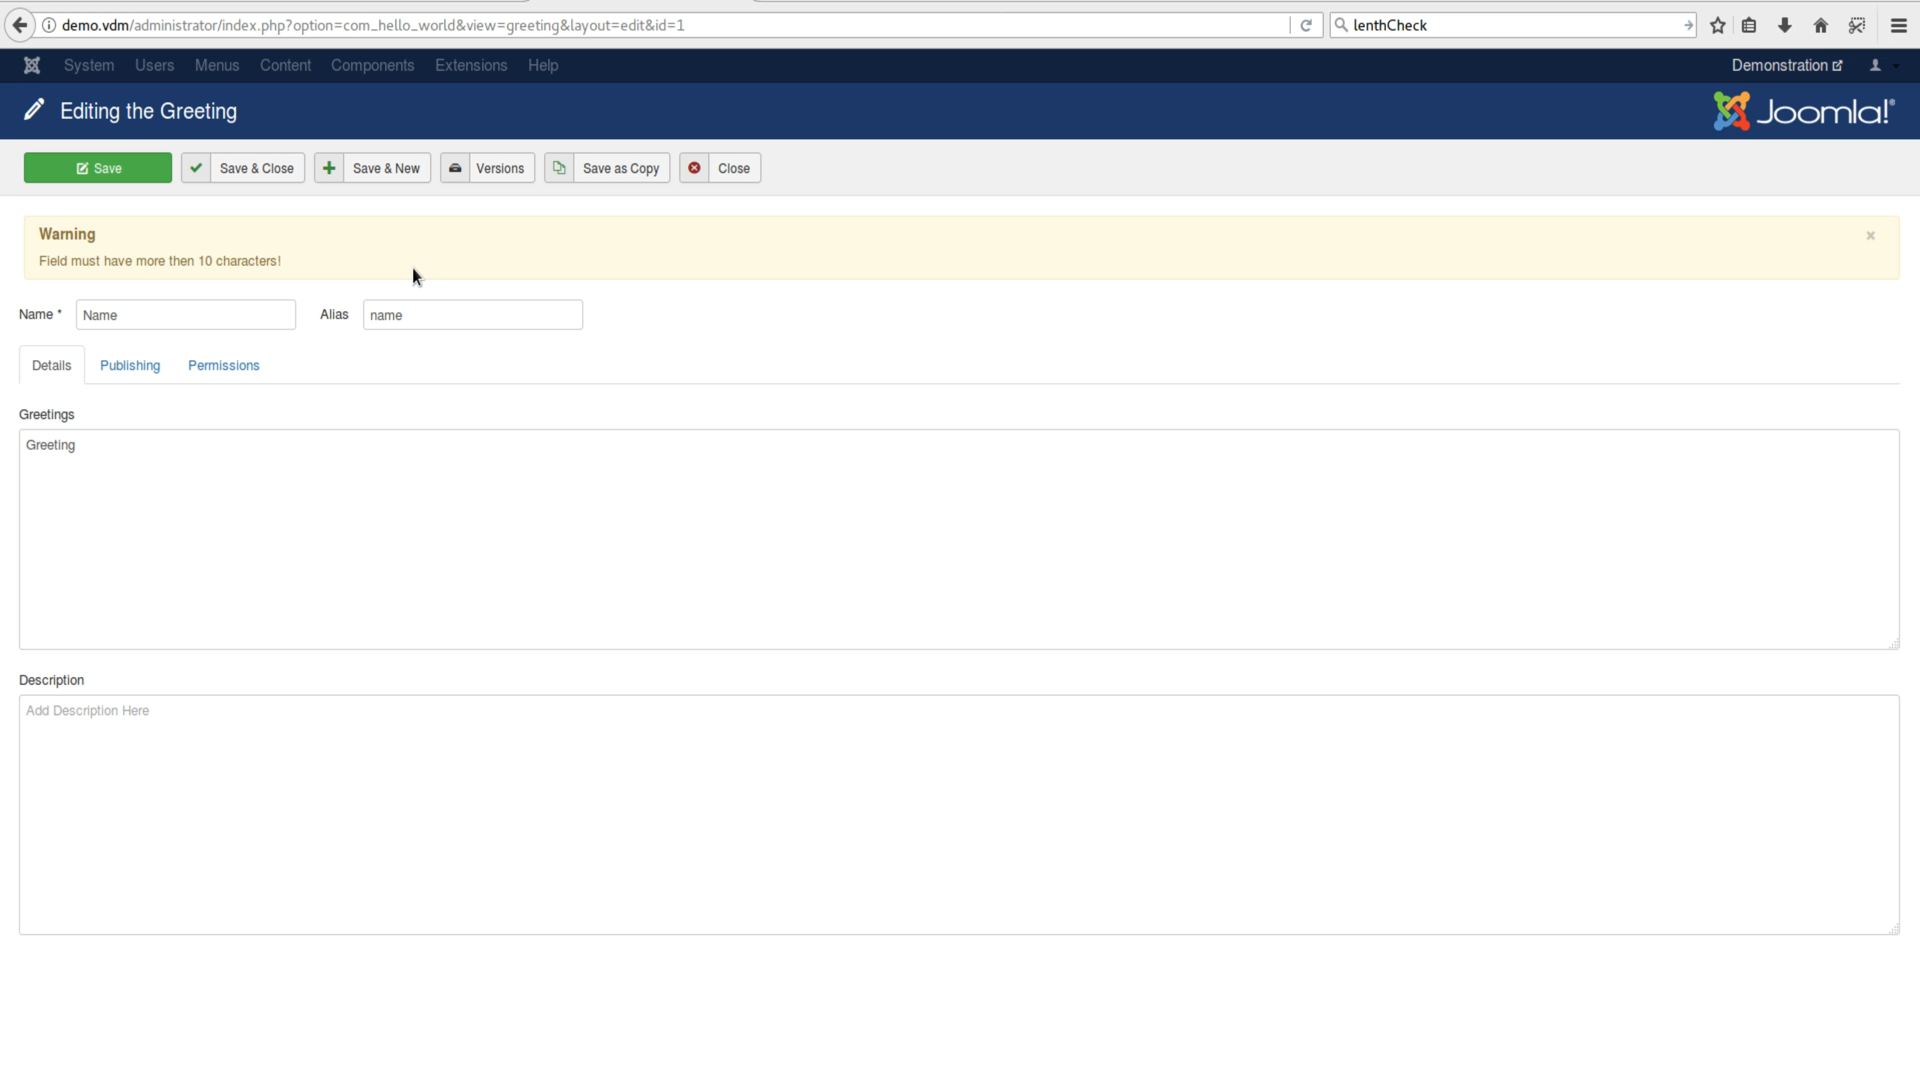 demo.vdm/administrator/index.php?option=com_hello_world&view=greeting&layout=edit&id=1 lenthCheck
System Users Menus Content Components Extensions Help Demonstration
Editing the Greeting Joomla!®
Save Save & Close Save & New Versions Save as Copy Close
Warning ×
Field must have more then 10 characters!
Name * Name Alias name
Details Publishing Permissions
Greetings
Greeting
Description
Add Description Here